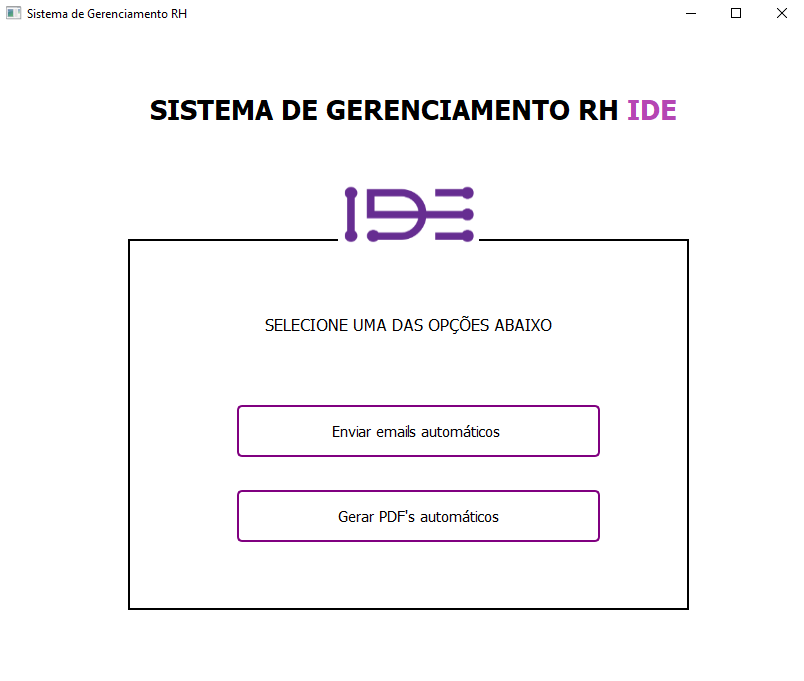 Sistema de Gerenciamento RH
SISTEMA DE GERENCIAMENTO RH IDE
IDE
SELECIONE UMA DAS OPÇÕES ABAIXO
Enviar emails automáticos
Gerar PDF's automáticos